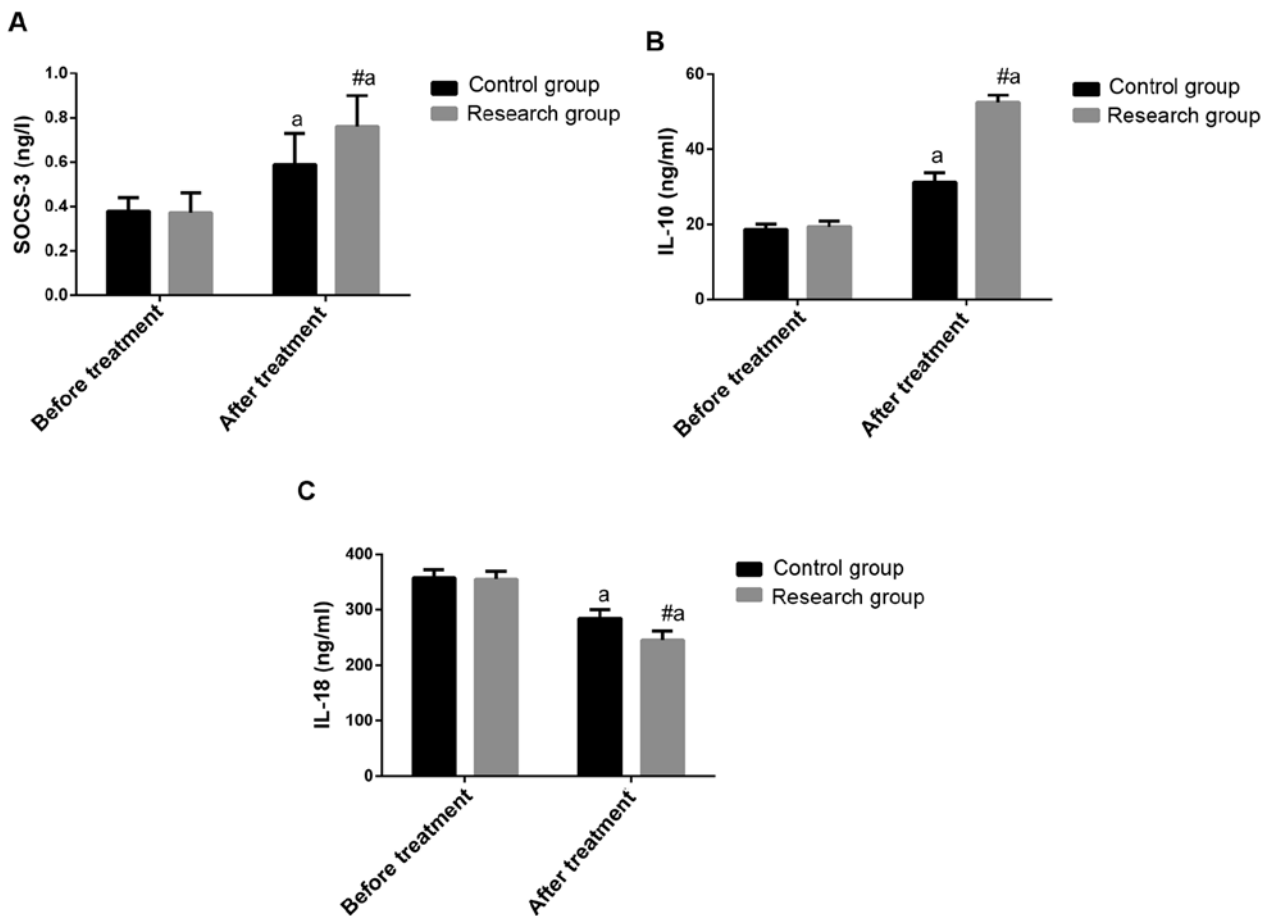 A
SOCS-3 (ng/l)
1.0
0.8
0.6
0.4
0.2
0.0
a
#a
Control group
Research group
Before treatment
After treatment
B
IL-10 (ng/ml)
60
40
20
0
a
#a
Control group
Research group
Before treatment
After treatment
C
IL-18 (ng/ml)
400
300
200
100
0
a
#a
Control group
Research group
Before treatment
After treatment